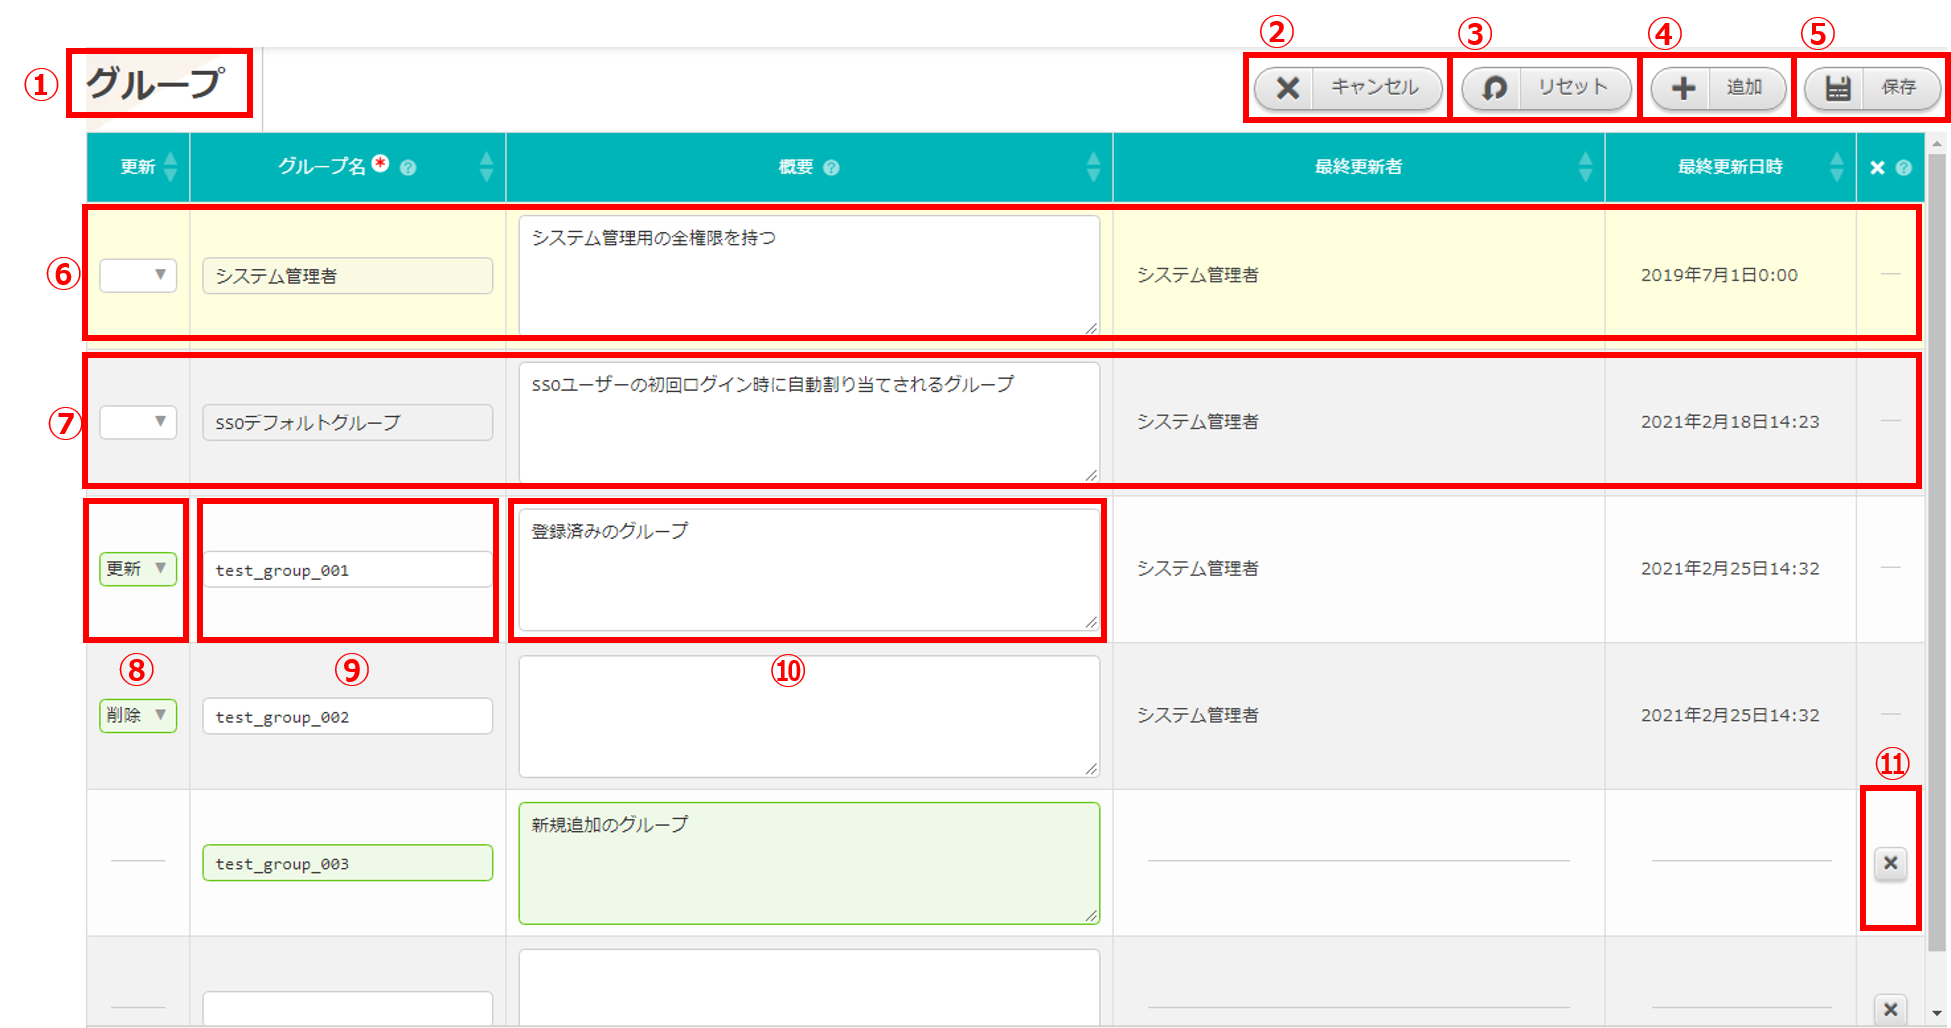 ② ③ ④ ⑤
① グループ キャンセル リセット 追加 保存
更新 グループ名 * ? 概要 ? 最終更新者 最終更新日時 × ?
⑥ システム管理者 システム管理用の全権限を持つ システム管理者 2019年7月1日0:00
⑦ SSOデフォルトグループ SSOユーザーの初回ログイン時に自動割り当てされるグループ システム管理者 2021年2月18日14:23
更新 test_group_001 登録済みのグループ システム管理者 2021年2月25日14:32
⑧ ⑨ ⑩
削除 test_group_002 システム管理者 2021年2月25日14:32
⑪
test_group_003 新規追加のグループ ×
×